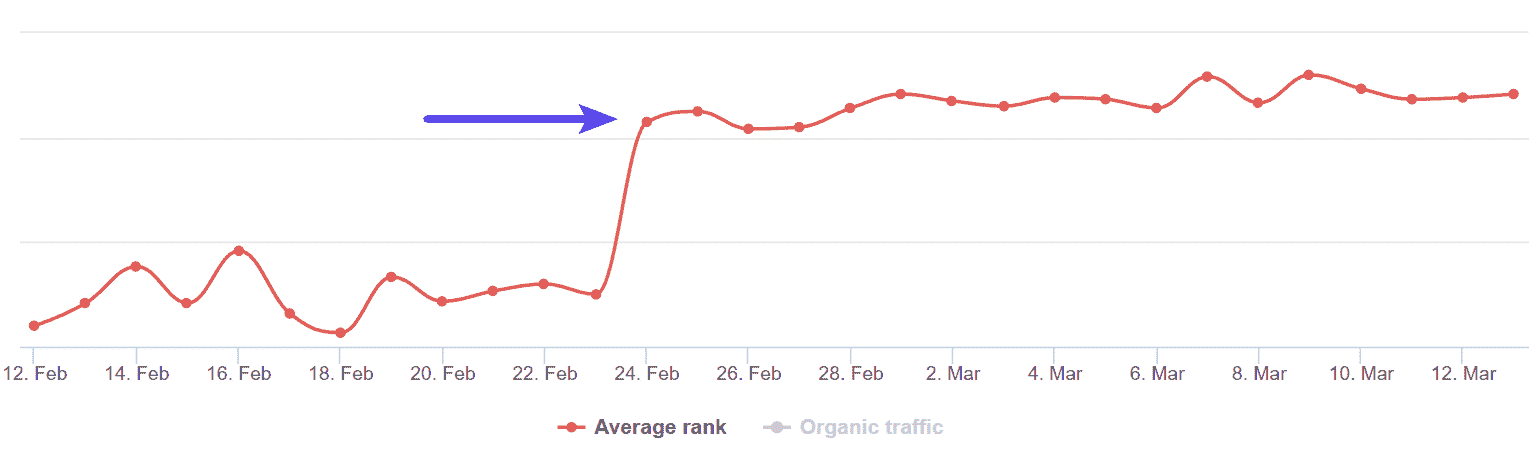 12. Feb 14. Feb 16. Feb 18. Feb 20. Feb 22. Feb 24. Feb 26. Feb 28. Feb 2. Mar 4. Mar 6. Mar 8. Mar 10. Mar 12. Mar
Average rank Organic traffic